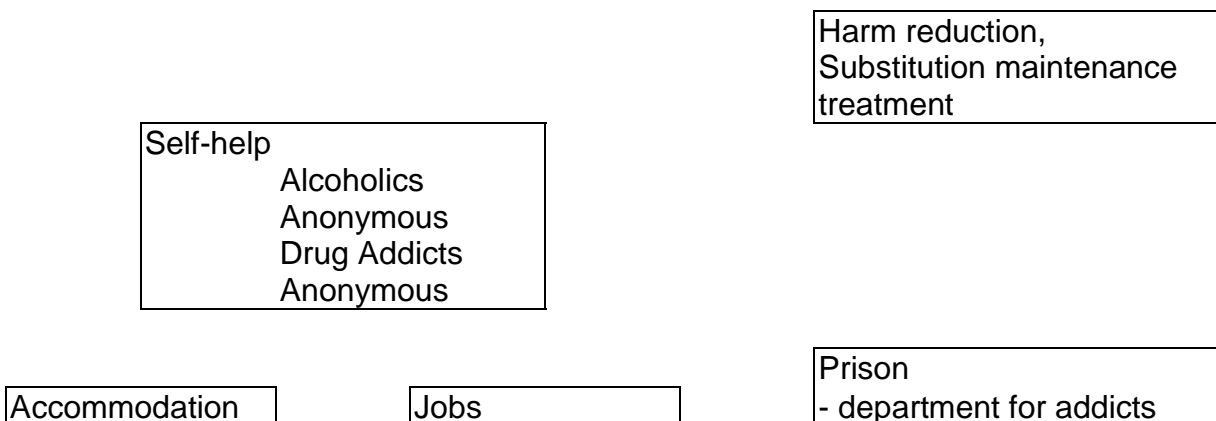 Harm reduction,
Substitution maintenance
treatment
Self-help
Alcoholics
Anonymous
Drug Addicts
Anonymous
Prison
- department for addicts
Accommodation
Jobs